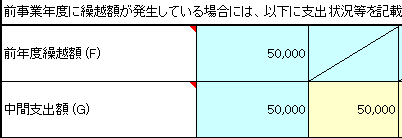 前事業年度に繰越額が発生している場合には、以下に支出状況等を記載
前年度繰越額(F) 50,000
中間支出額(G) 50,000 50,000